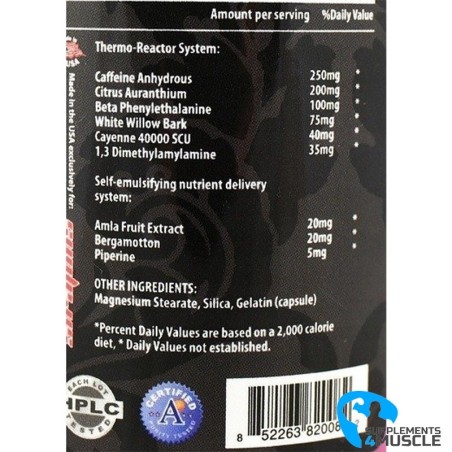 Amount per serving %Daily Value
Thermo-Reactor System:
Caffeine Anhydrous 250mg *
Citrus Auranthium 200mg *
Beta Phenylethalanine 100mg *
White Willow Bark 75mg *
Cayenne 40000 SCU 40mg *
1,3 Dimethylamylamine 35mg *
Self-emulsifying nutrient delivery
system:
Amla Fruit Extract 20mg *
Bergamotton 20mg *
Piperine 5mg *
OTHER INGREDIENTS:
Magnesium Stearate, Silica, Gelatin (capsule)
*Percent Daily Values are based on a 2,000 calorie
diet, * Daily Values not established.
USA
Made in the USA exclusively for:
EACH LOT
HPLC
TESTED
CERTIFIED
A
8 52263 82008
SUPPLEMENTS
4MUSCLE